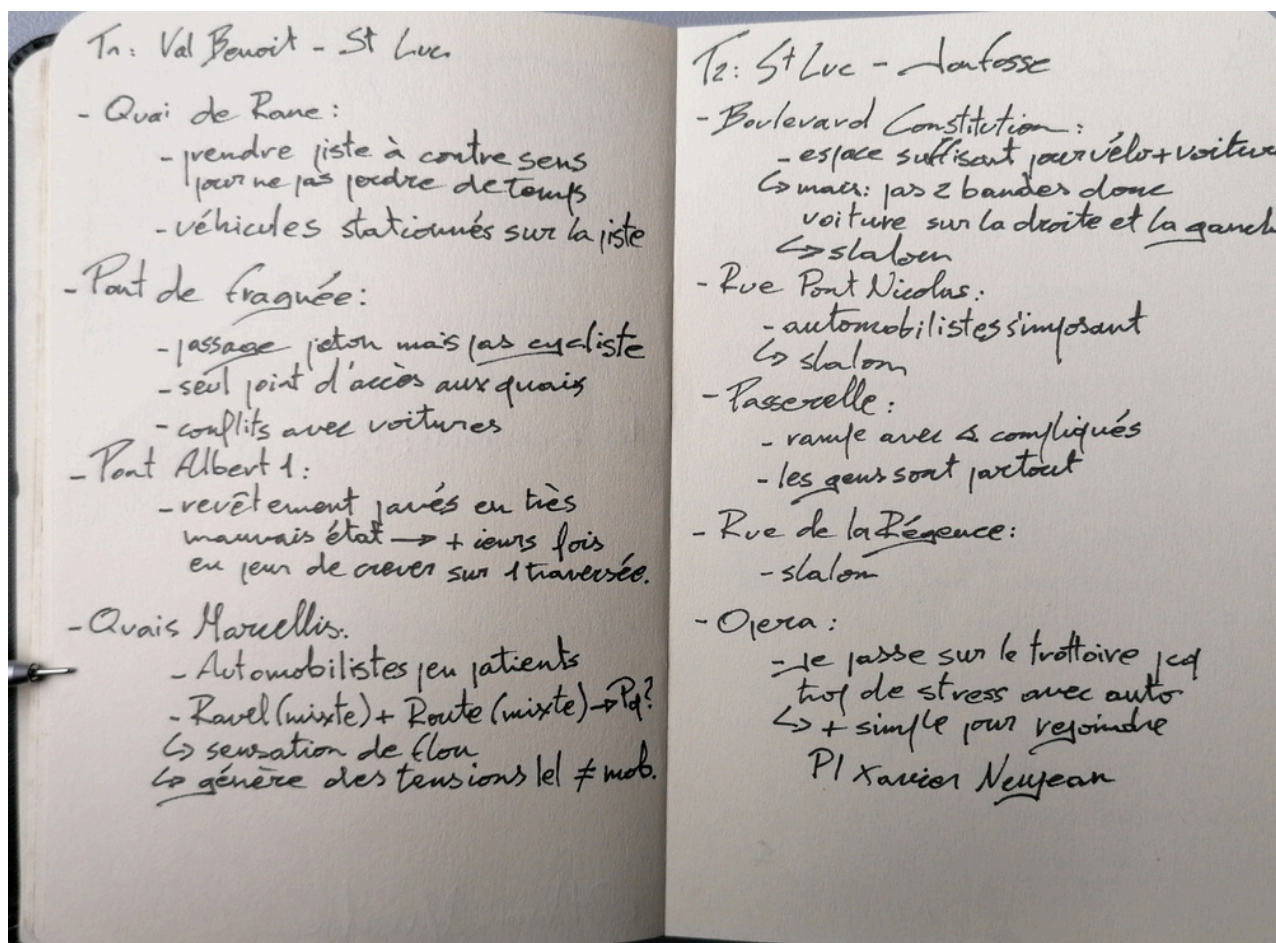 T1: Val Benoit - St Luc
- Quai de Rome:
- prendre piste à contre sens
pour ne pas perdre de temps
- véhicules stationnés sur la piste
- Pont de fragnée:
- passage piéton mais pas cycliste
- seul point d'accès aux quais
- conflits avec voitures
- Pont Albert 1:
- revêtement pavés en très
mauvais état → + ieurs fois
eu peur de crever sur 1 traversée.
- Quais Marcellis:
- Automobilistes peu patients
- Ravel (mixte) + Route (mixte) → Pq?
↳ sensation de flou
↳ génère des tensions ≠ mob.
T2: St Luc - Jonfosse
- Boulevard Constitution:
- espace suffisant pour vélo + voiture
↳ mais: pas 2 bandes donc
voiture sur la droite et la gauch
↳ slalom
- Rue Pont Nicolas:
- automobilistes s'imposant
↳ slalom
- Passerelle:
- rampe avec ∠ compliqués
- les gens sont partout
- Rue de la Régence:
- slalom
- Opera:
- Je passe sur le trottoire pcq
trop de stress avec auto
↳ + simple pour rejoindre
Pl Xavier Neujean